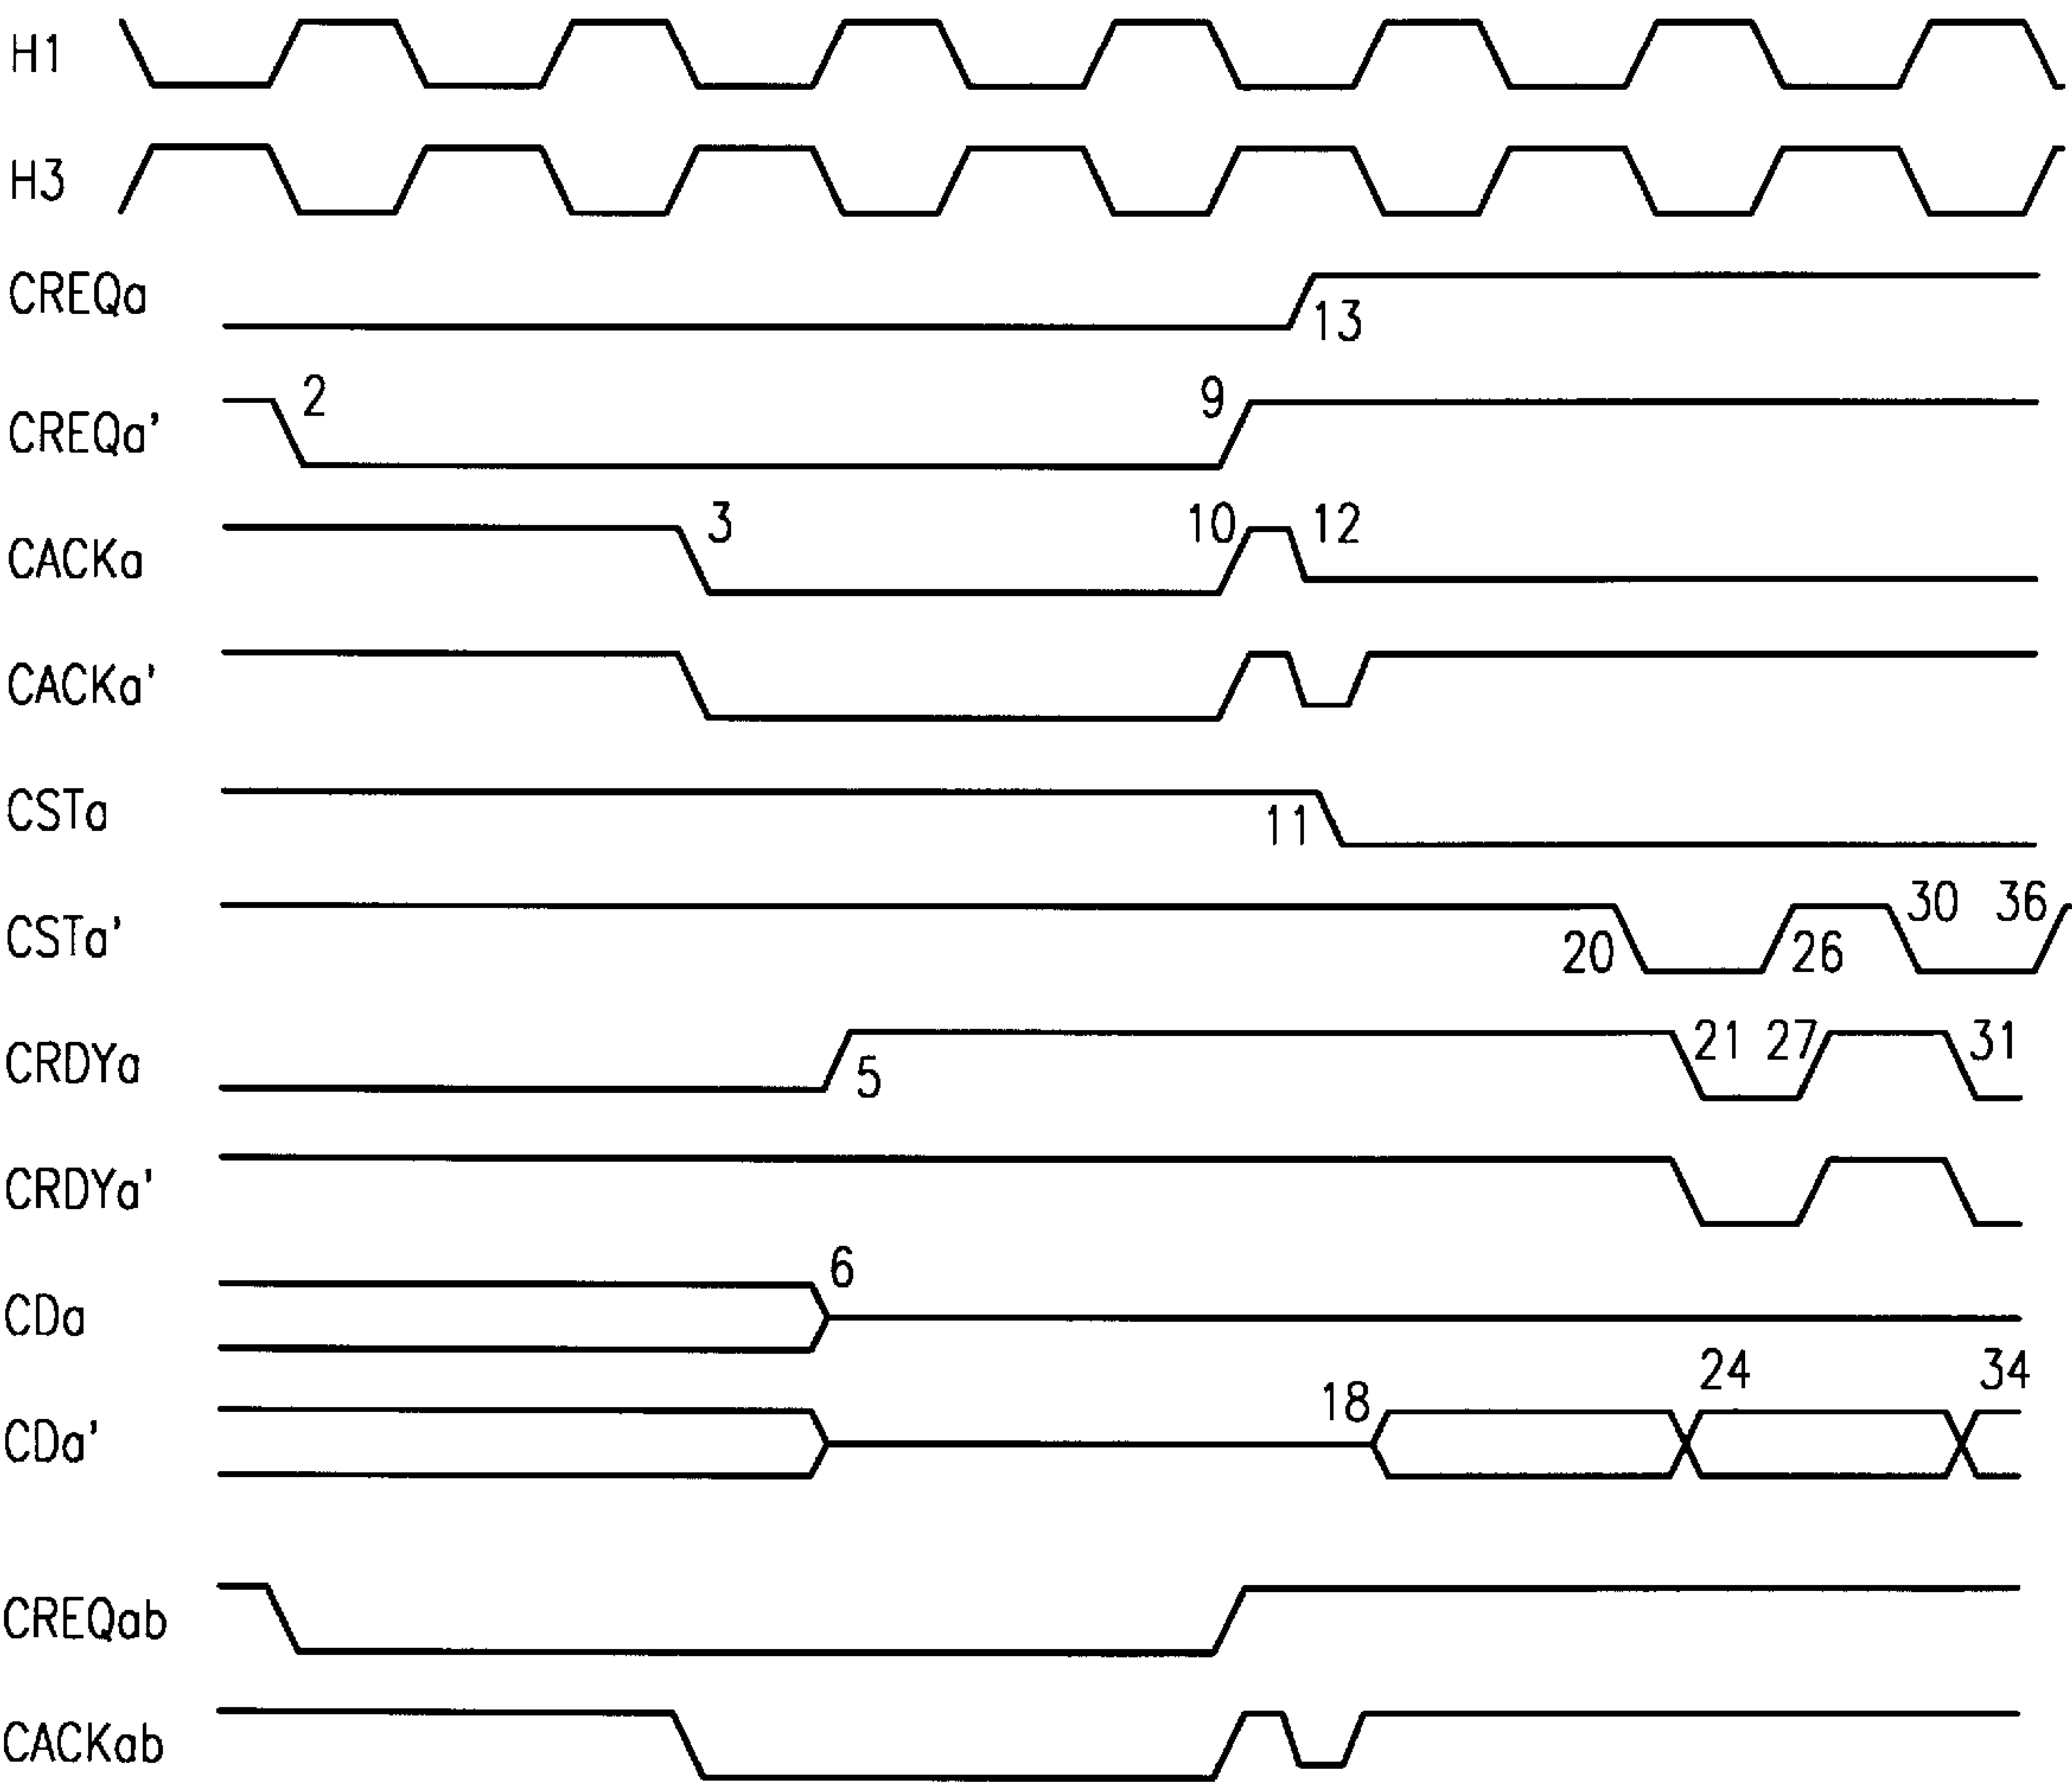 H1
H3
CREQa
13
CREQa'
2
9
CACKa
3
10
12
CACKa'
CSTa
11
CSTa'
20
26
30
36
CRDYa
5
21
27
31
CRDYa'
CDa
6
CDa'
18
24
34
CREQab
CACKab